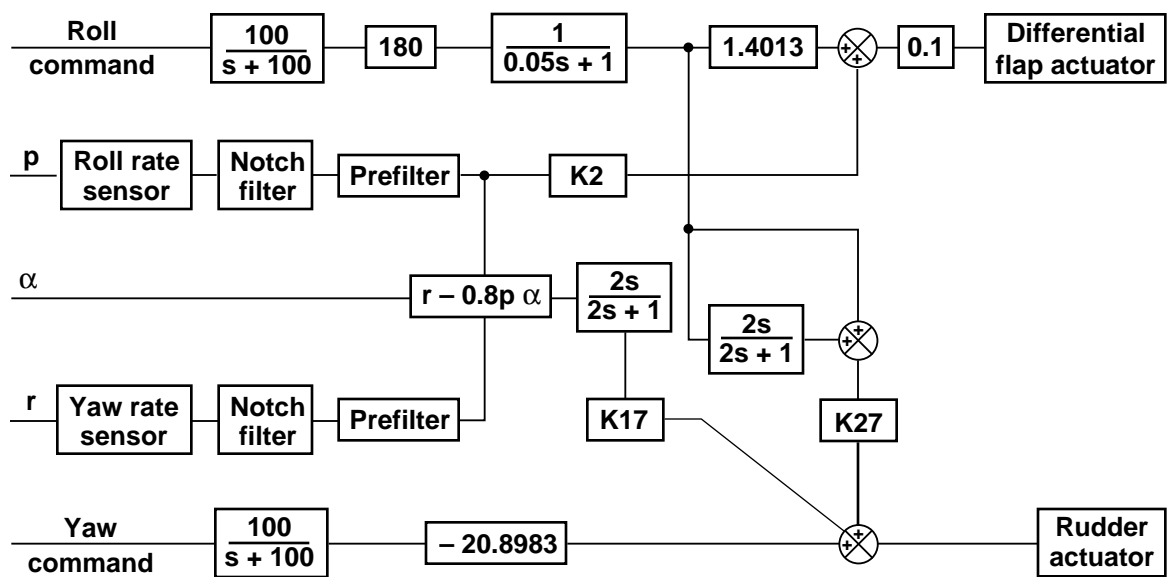 Roll
command
100
s + 100
180
1
0.05s + 1
1.4013
+
+
0.1
Differential
flap actuator
p
Roll rate
sensor
Notch
filter
Prefilter
K2
α
r – 0.8p α
2s
2s + 1
2s
2s + 1
+
+
r
Yaw rate
sensor
Notch
filter
Prefilter
K17
K27
Yaw
command
100
s + 100
– 20.8983
+
+
+
Rudder
actuator